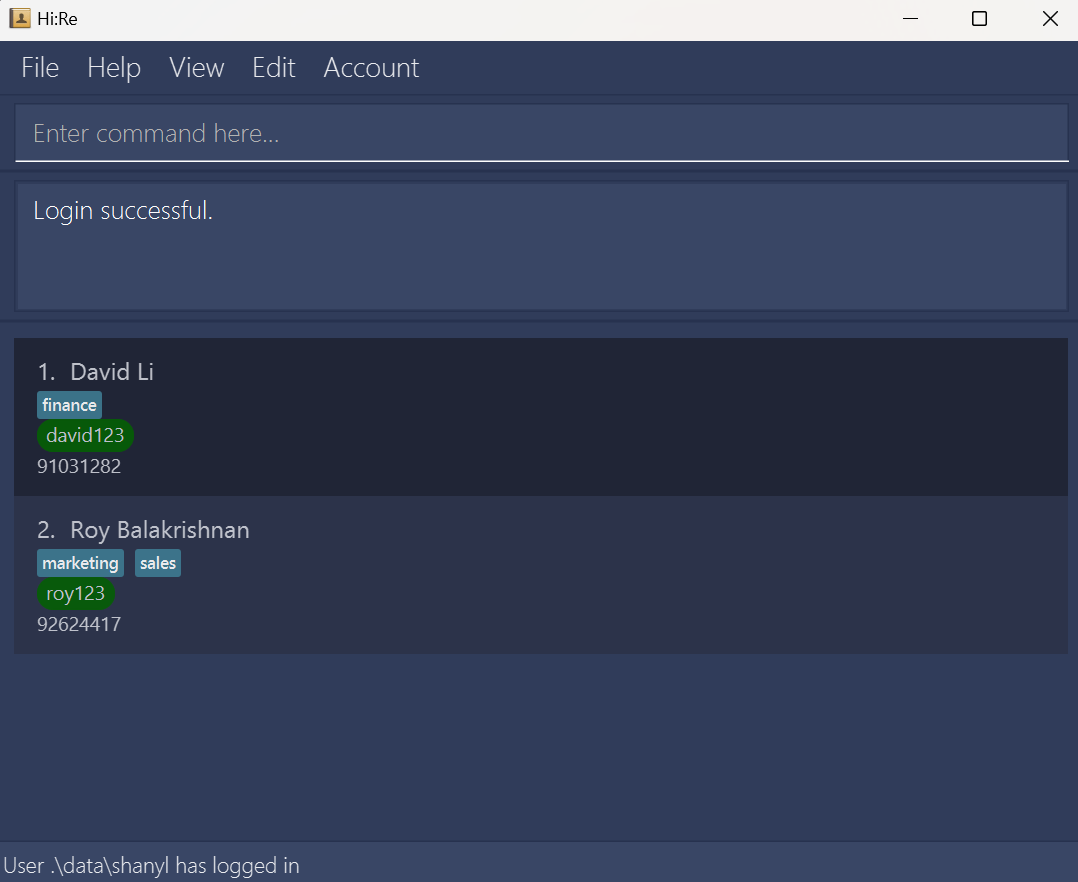 Hi:Re
File Help View Edit Account
Enter command here...
Login successful.
1. David Li
finance
david123
91031282
2. Roy Balakrishnan
marketing sales
roy123
92624417
User .\data\shanyl has logged in